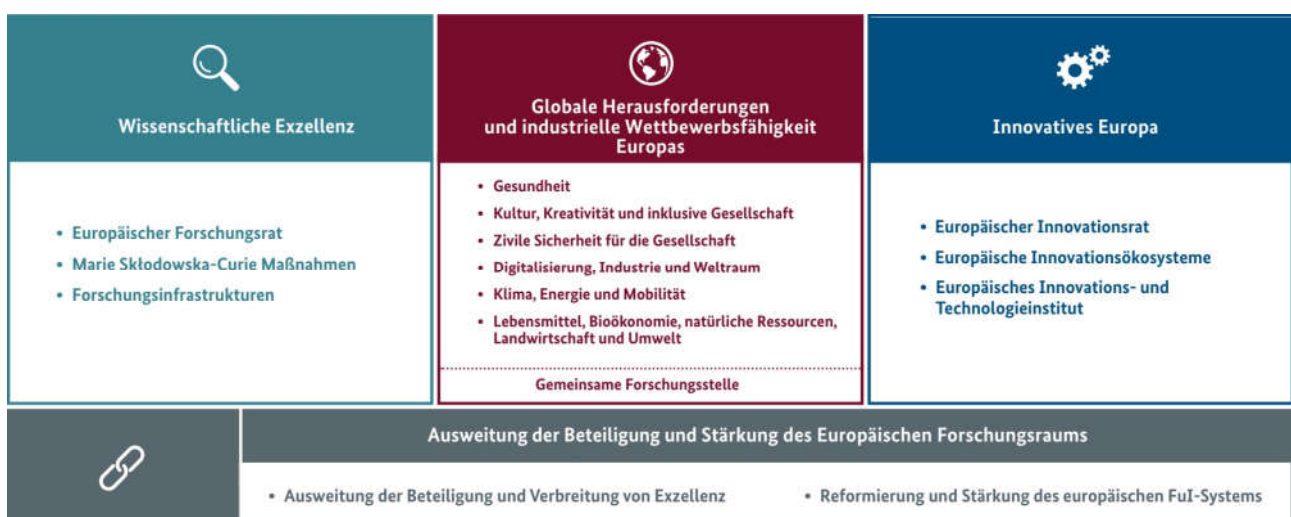 Wissenschaftliche Exzellenz
• Europäischer Forschungsrat
• Marie Skłodowska-Curie Maßnahmen
• Forschungsinfrastrukturen
Globale Herausforderungen
und industrielle Wettbewerbsfähigkeit
Europas
• Gesundheit
• Kultur, Kreativität und inklusive Gesellschaft
• Zivile Sicherheit für die Gesellschaft
• Digitalisierung, Industrie und Weltraum
• Klima, Energie und Mobilität
• Lebensmittel, Bioökonomie, natürliche Ressourcen,
Landwirtschaft und Umwelt
Gemeinsame Forschungsstelle
Innovatives Europa
• Europäischer Innovationsrat
• Europäische Innovationsökosysteme
• Europäisches Innovations- und
Technologieinstitut
Ausweitung der Beteiligung und Stärkung des Europäischen Forschungsraums
• Ausweitung der Beteiligung und Verbreitung von Exzellenz
• Reformierung und Stärkung des europäischen FuI-Systems